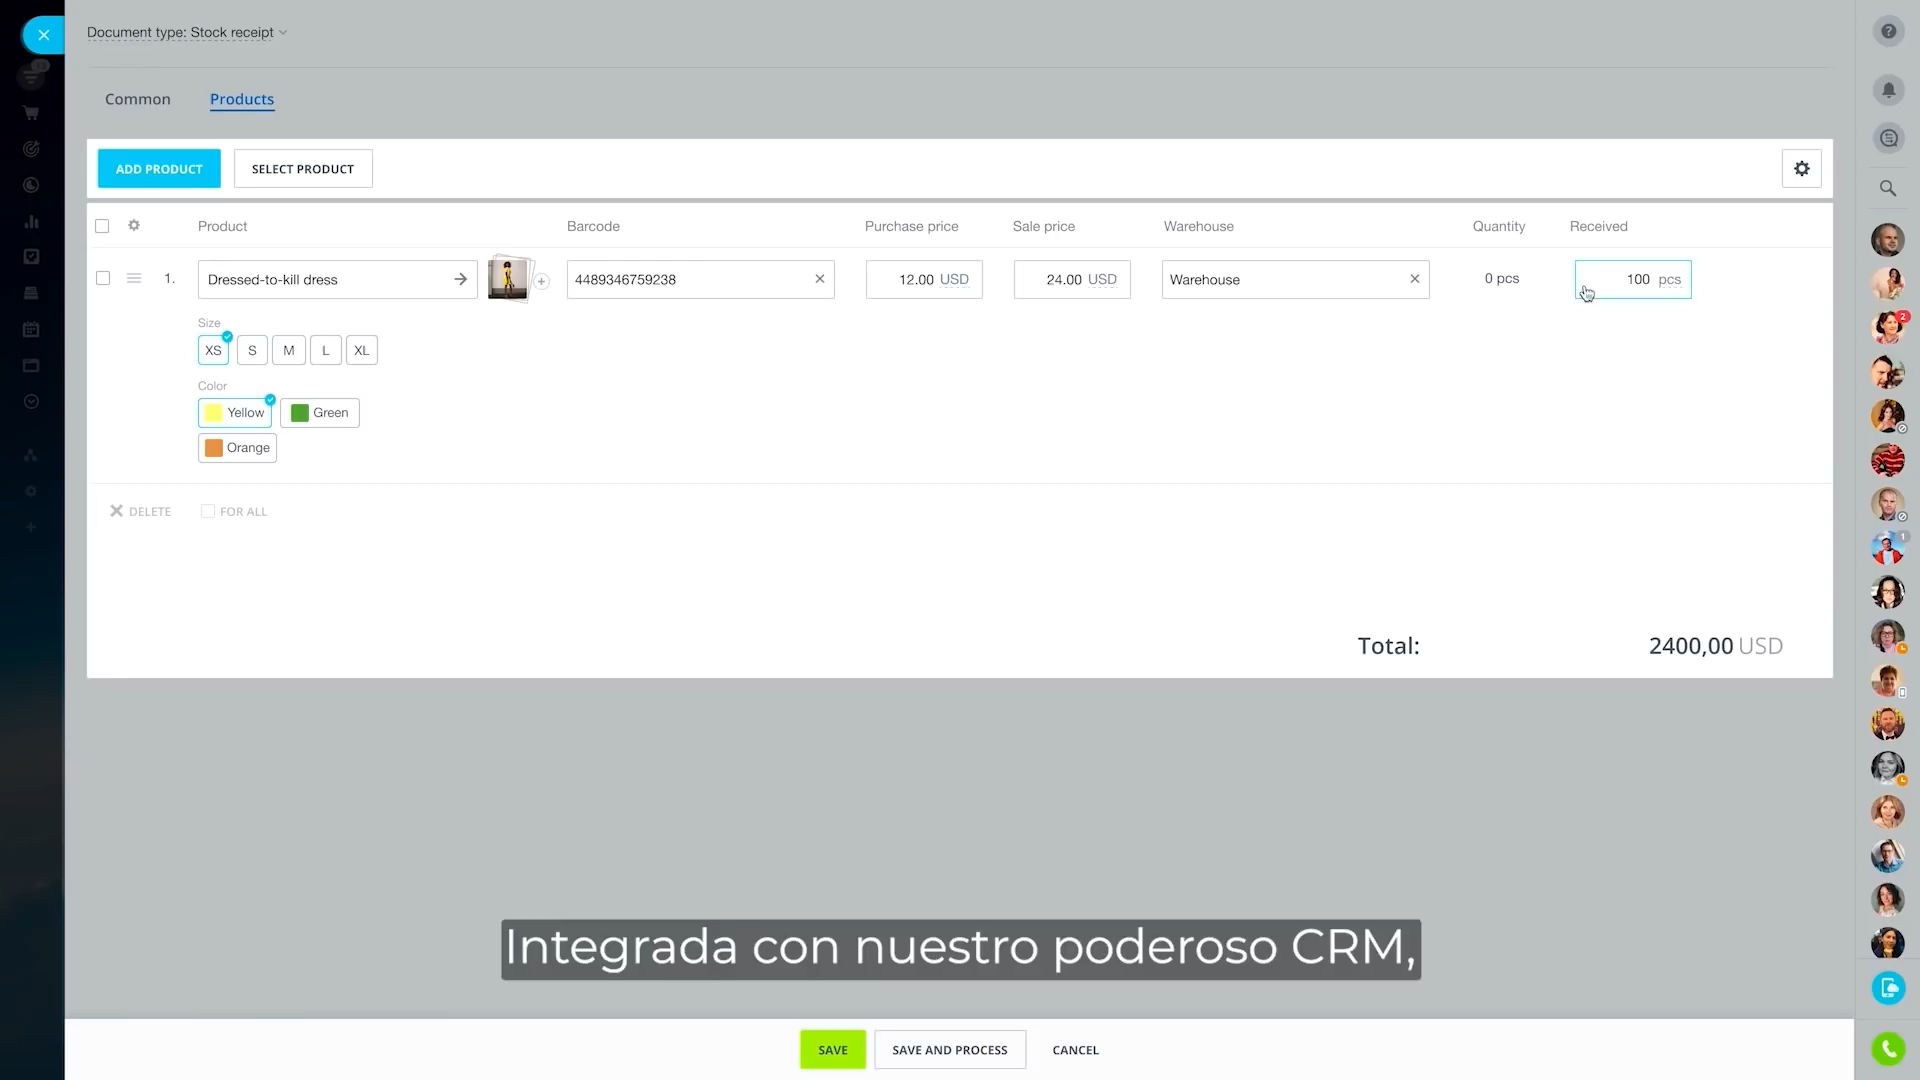 Document type: Stock receipt
Common
Products
ADD PRODUCT
SELECT PRODUCT
Product
Barcode
Purchase price
Sale price
Warehouse
Quantity
Received
1.
Dressed-to-kill dress
4489346759238
12.00 USD
24.00 USD
Warehouse
0 pcs
100 pcs
Size
XS
S
M
L
XL
Color
Yellow
Green
Orange
DELETE
FOR ALL
Total:
2400,00 USD
2
1
Integrada con nuestro poderoso CRM,
SAVE
SAVE AND PROCESS
CANCEL